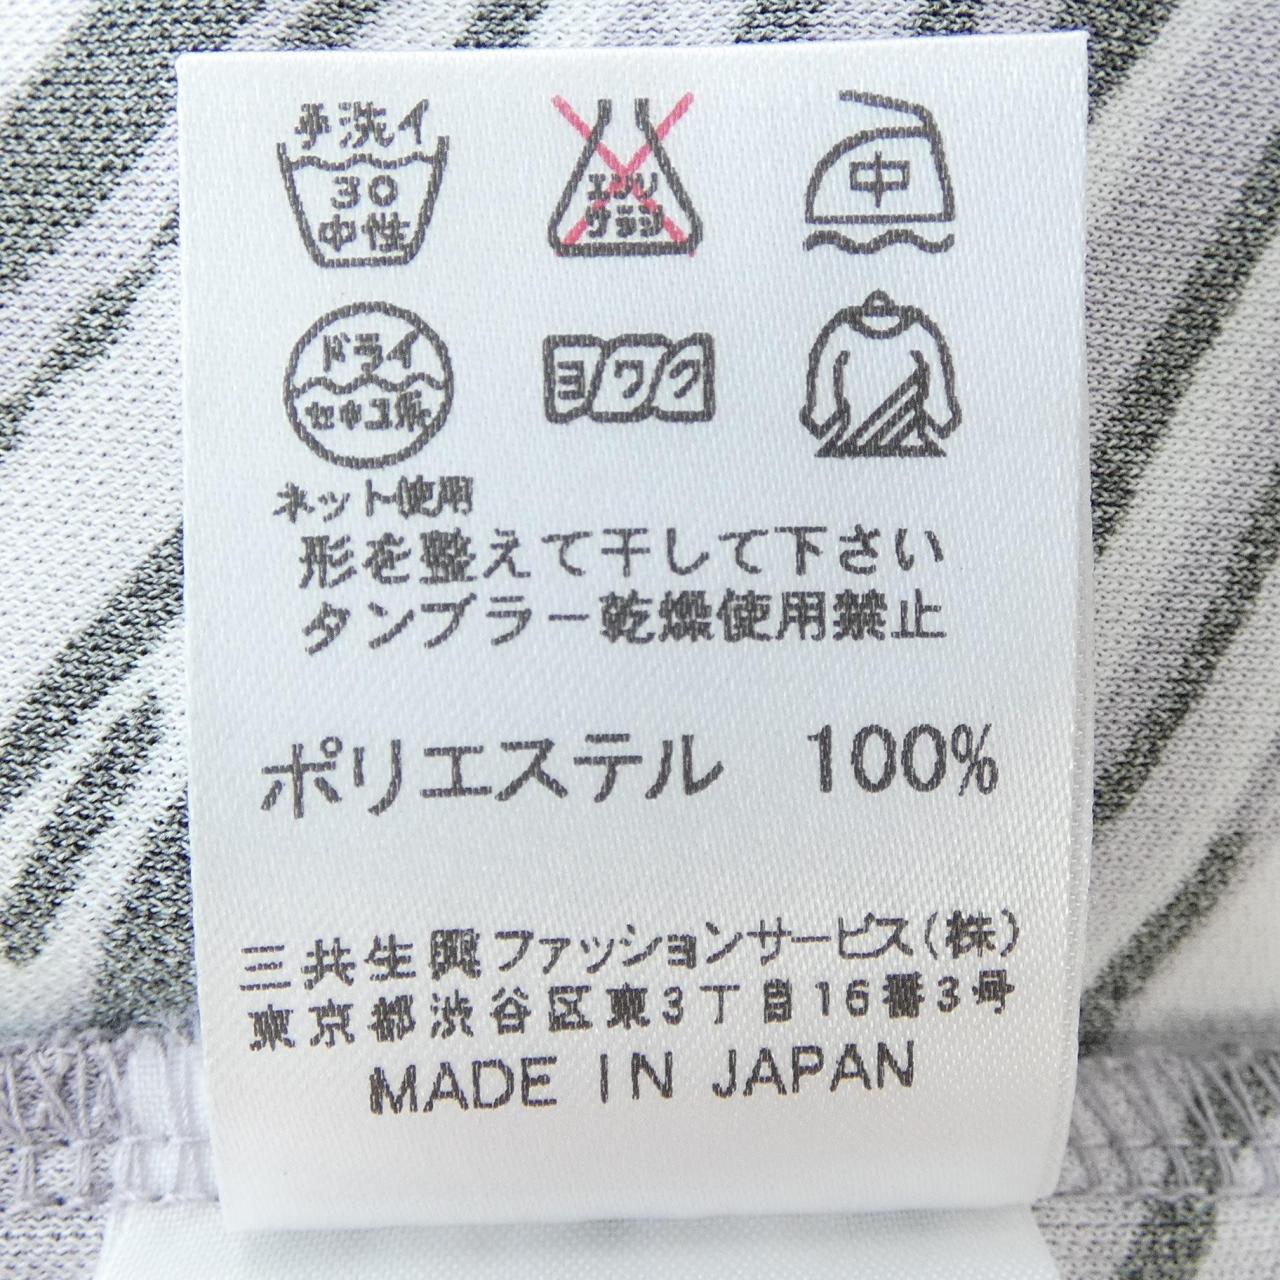 手洗イ
30
中性
エンソ
サラシ
中
ドライ
セキユ系
ヨワク
ネット使用
形を整えて干して下さい
タンブラー乾燥使用禁止
ポリエステル 100%
三共生興ファッションサービス(株)
東京都渋谷区東3丁目16番3号
MADE IN JAPAN